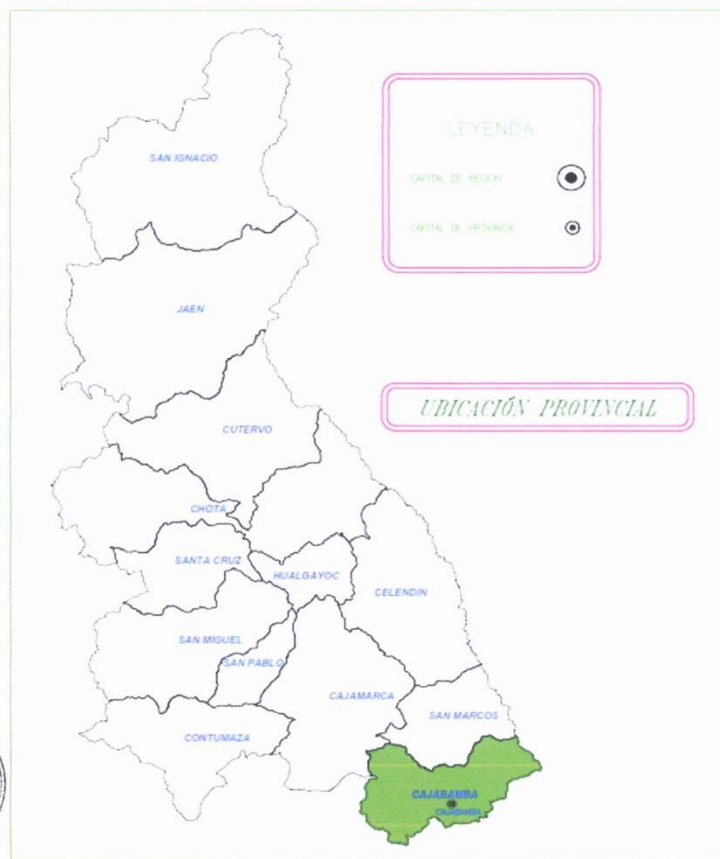 SAN IGNACIO
LEYENDA
CAPITAL DE REGION
CAPITAL DE PROVINCIA
JAEN
UBICACIÓN PROVINCIAL
CUTERVO
CHOTA
SANTA CRUZ
HUALGAYOC
CELENDIN
SAN MIGUEL
SAN PABLO
CAJAMARCA
SAN MARCOS
CONTUMAZA
CAJABAMBA
CAJABAMBA